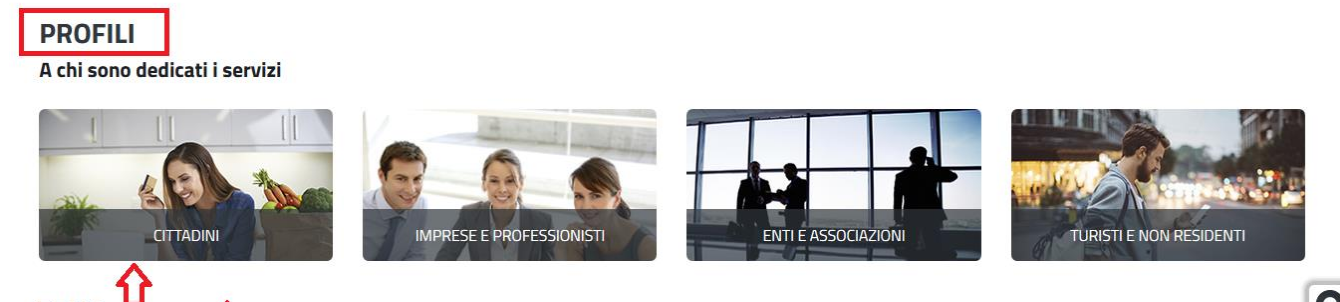 PROFILI
A chi sono dedicati i servizi
CITTADINI
IMPRESE E PROFESSIONISTI
ENTI E ASSOCIAZIONI
TURISTI E NON RESIDENTI